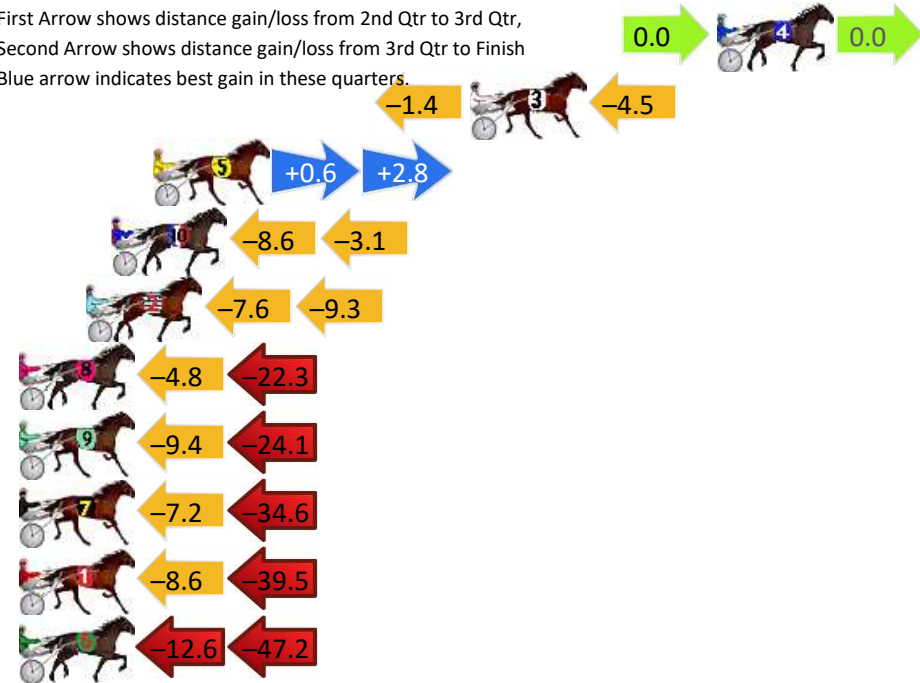 First Arrow shows distance gain/loss from 2nd Qtr to 3rd Qtr,
0.0 4 0.0
Second Arrow shows distance gain/loss from 3rd Qtr to Finish
Blue arrow indicates best gain in these quarters.
–1.4 3 –4.5
5 +0.6 +2.8
10 –8.6 –3.1
2 –7.6 –9.3
8 –4.8 –22.3
9 –9.4 –24.1
7 –7.2 –34.6
1 –8.6 –39.5
6 –12.6 –47.2